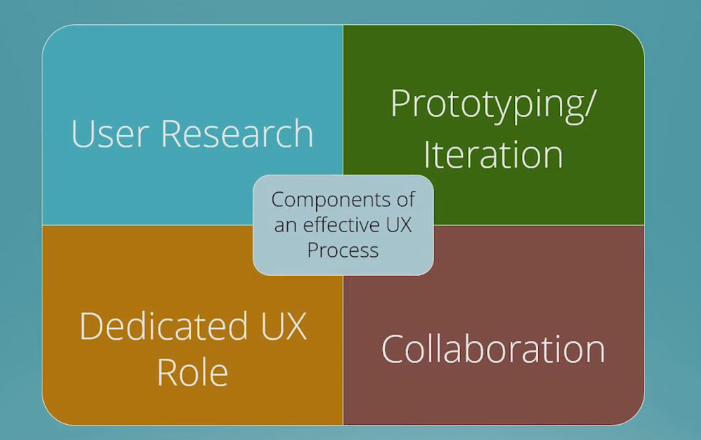 User Research
Prototyping/
Iteration
Components of
an effective UX
Process
Dedicated UX
Role
Collaboration